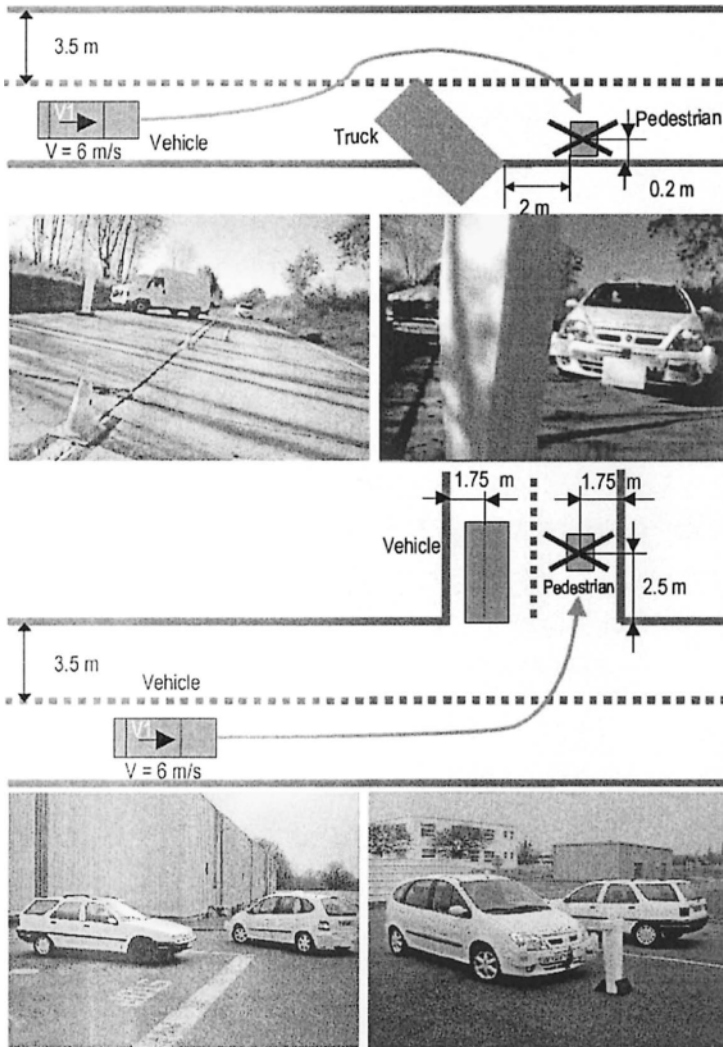 3.5 m
V1
V = 6 m/s
Vehicle
Truck
Pedestrian
0.2 m
2 m
1.75 m
1.75 m
Vehicle
Pedestrian
2.5 m
3.5 m
Vehicle
V1
V = 6 m/s